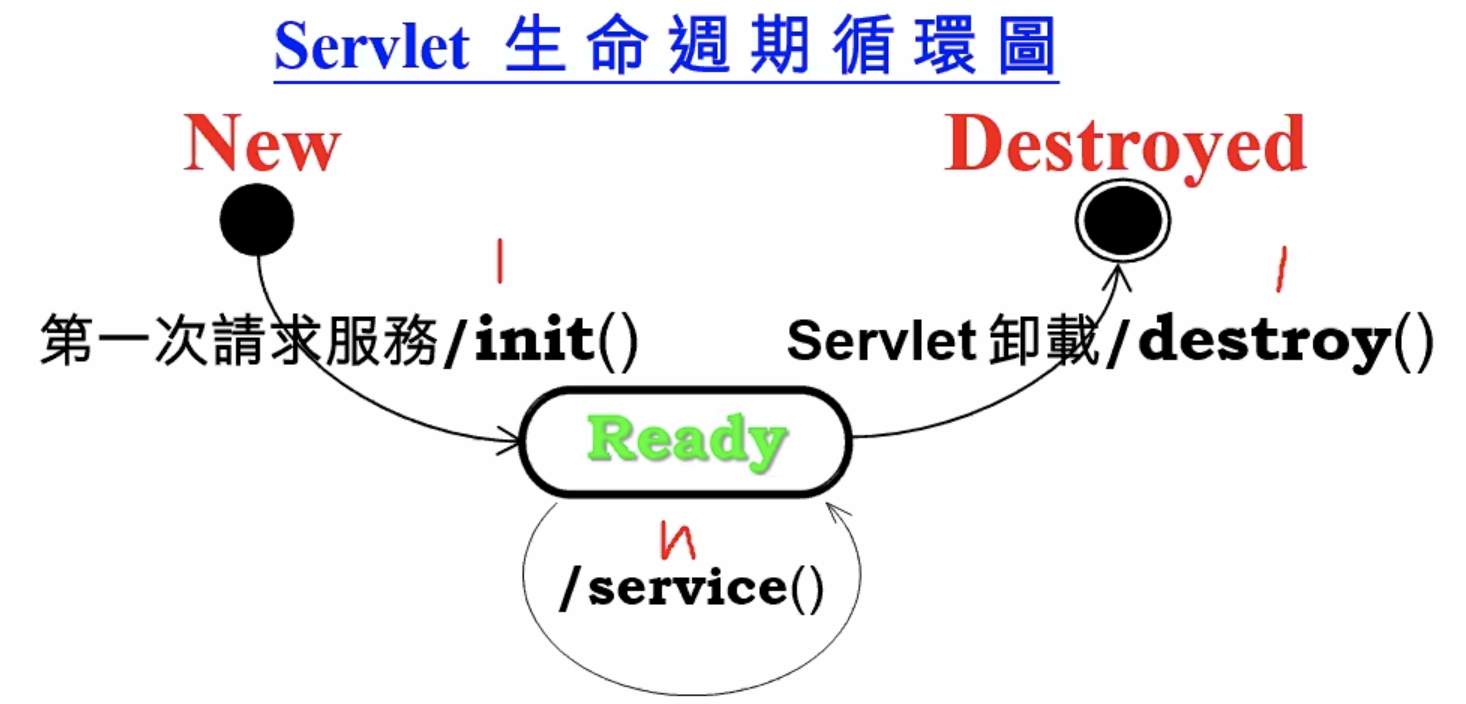 Servlet 生命週期循環圖
New
Destroyed
1
1
第一次請求服務/init()
Servlet 卸載/destroy()
Ready
n
/service()